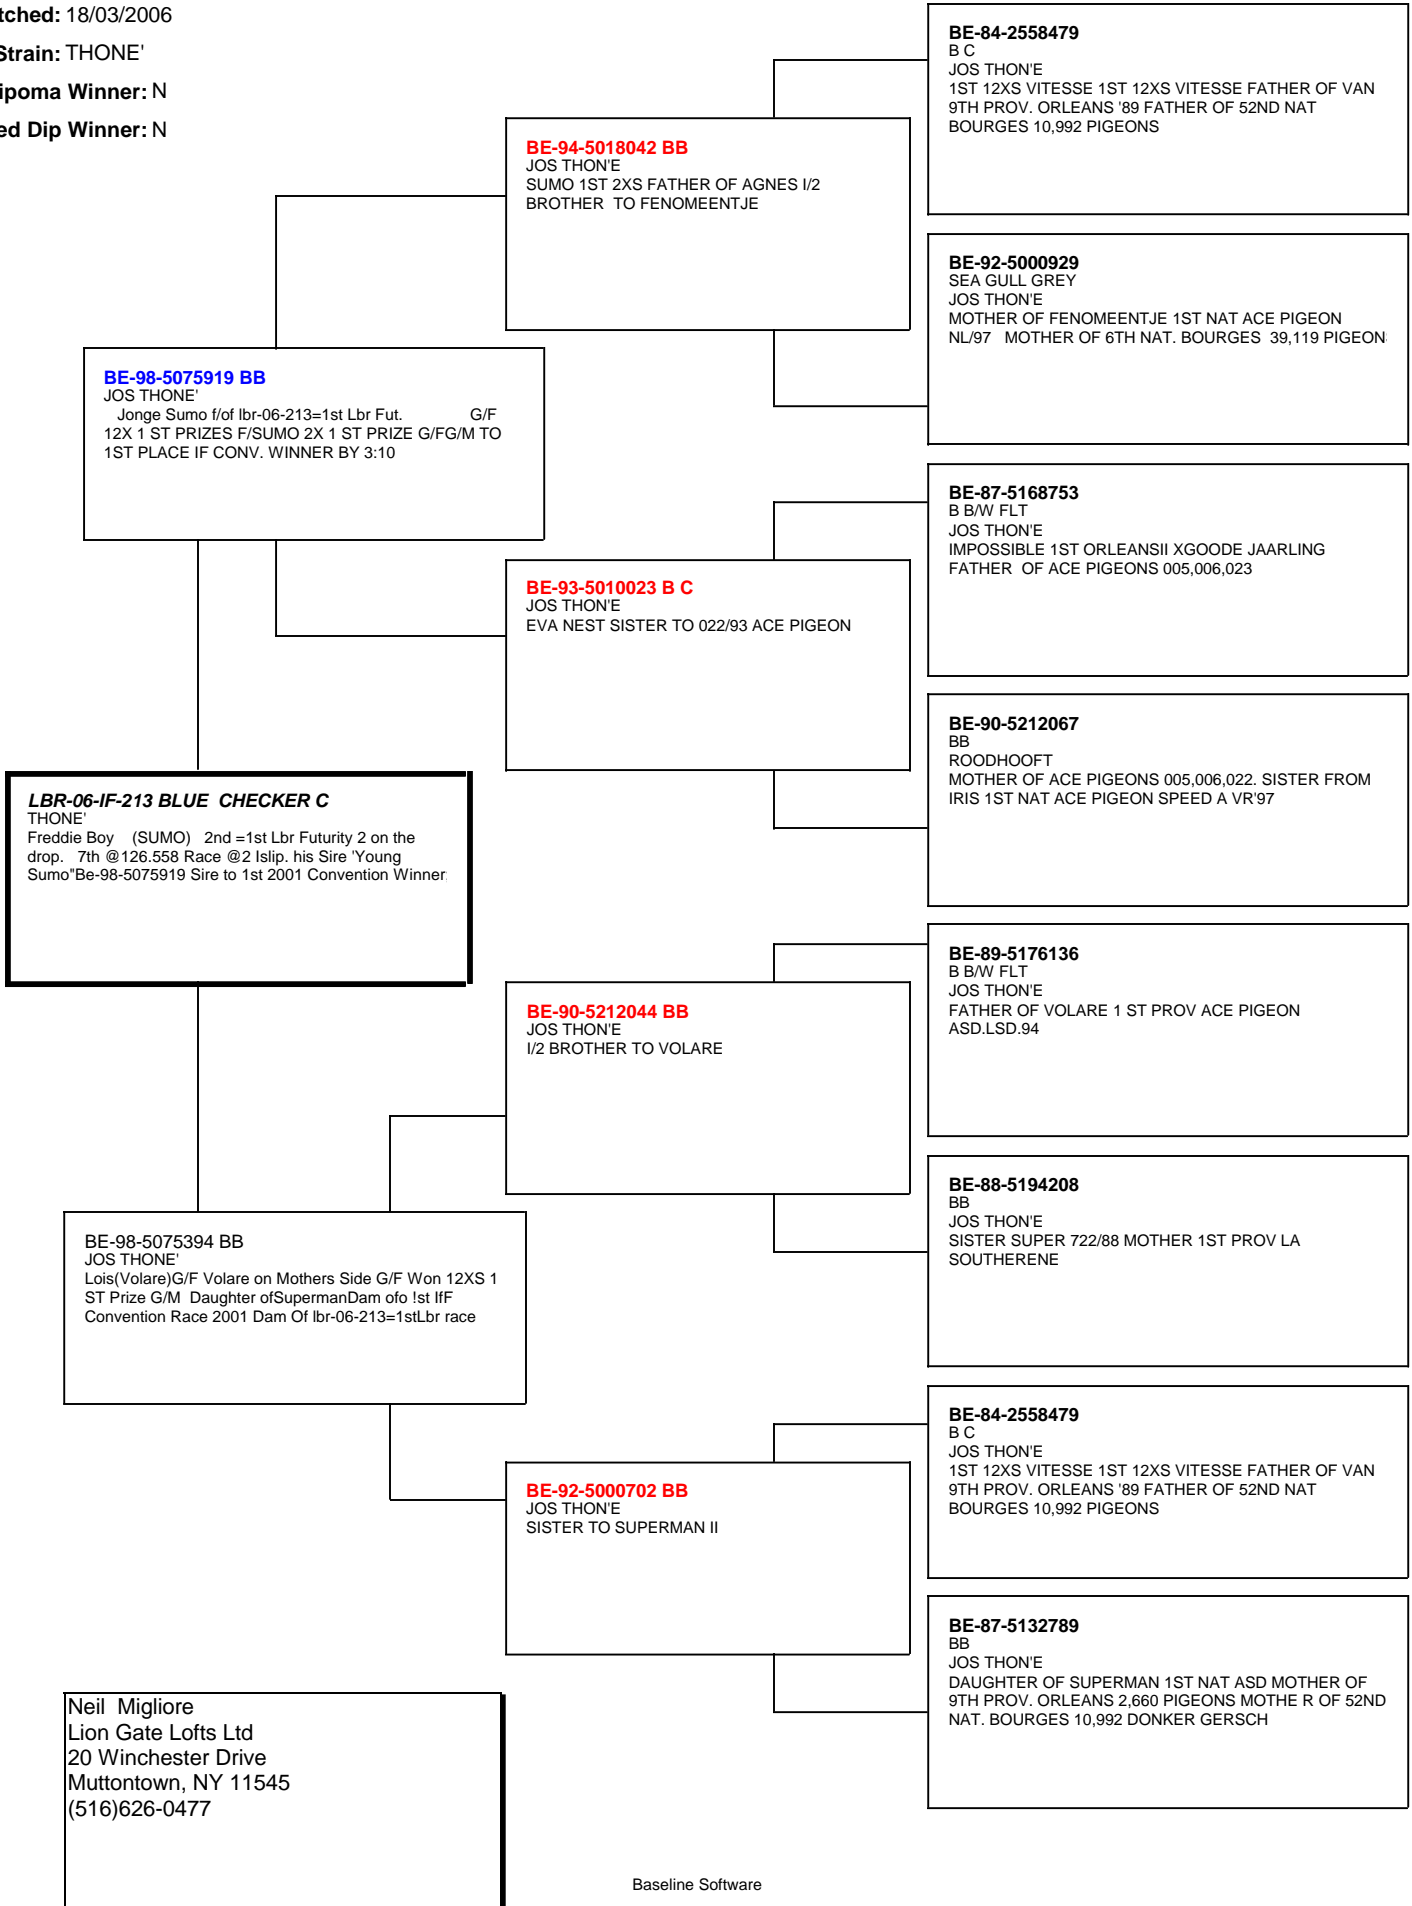 tched: 18/03/2006
Strain: THONE'
ipoma Winner: N
ed Dip Winner: N
BE-84-2558479
B C
JOS THON'E
1ST 12XS VITESSE 1ST 12XS VITESSE FATHER OF VAN
9TH PROV. ORLEANS '89 FATHER OF 52ND NAT
BOURGES 10,992 PIGEONS
BE-94-5018042 BB
JOS THON'E
SUMO 1ST 2XS FATHER OF AGNES I/2
BROTHER TO FENOMEENTJE
BE-92-5000929
SEA GULL GREY
JOS THON'E
MOTHER OF FENOMEENTJE 1ST NAT ACE PIGEON
NL/97 MOTHER OF 6TH NAT. BOURGES 39,119 PIGEON
BE-98-5075919 BB
JOS THONE'
Jonge Sumo f/of lbr-06-213=1st Lbr Fut. G/F
12X 1 ST PRIZES F/SUMO 2X 1 ST PRIZE G/FG/M TO
1ST PLACE IF CONV. WINNER BY 3:10
BE-87-5168753
B B/W FLT
JOS THON'E
IMPOSSIBLE 1ST ORLEANSII XGOODE JAARLING
FATHER OF ACE PIGEONS 005,006,023
BE-93-5010023 B C
JOS THON'E
EVA NEST SISTER TO 022/93 ACE PIGEON
BE-90-5212067
BB
ROODHOOFT
MOTHER OF ACE PIGEONS 005,006,022. SISTER FROM
IRIS 1ST NAT ACE PIGEON SPEED A VR'97
LBR-06-IF-213 BLUE CHECKER C
THONE'
Freddie Boy (SUMO) 2nd =1st Lbr Futurity 2 on the
drop. 7th @126.558 Race @2 Islip. his Sire 'Young
Sumo"Be-98-5075919 Sire to 1st 2001 Convention Winner
BE-89-5176136
B B/W FLT
JOS THON'E
FATHER OF VOLARE 1 ST PROV ACE PIGEON
ASD.LSD.94
BE-90-5212044 BB
JOS THON'E
I/2 BROTHER TO VOLARE
BE-88-5194208
BB
JOS THON'E
SISTER SUPER 722/88 MOTHER 1ST PROV LA
SOUTHERENE
BE-98-5075394 BB
JOS THONE'
Lois(Volare)G/F Volare on Mothers Side G/F Won 12XS 1
ST Prize G/M Daughter ofSupermanDam ofo !st IfF
Convention Race 2001 Dam Of lbr-06-213=1stLbr race
BE-84-2558479
B C
JOS THON'E
1ST 12XS VITESSE 1ST 12XS VITESSE FATHER OF VAN
9TH PROV. ORLEANS '89 FATHER OF 52ND NAT
BOURGES 10,992 PIGEONS
BE-92-5000702 BB
JOS THON'E
SISTER TO SUPERMAN II
BE-87-5132789
BB
JOS THON'E
DAUGHTER OF SUPERMAN 1ST NAT ASD MOTHER OF
9TH PROV. ORLEANS 2,660 PIGEONS MOTHE R OF 52ND
NAT. BOURGES 10,992 DONKER GERSCH
Neil Migliore
Lion Gate Lofts Ltd
20 Winchester Drive
Muttontown, NY 11545
(516)626-0477
Baseline Software